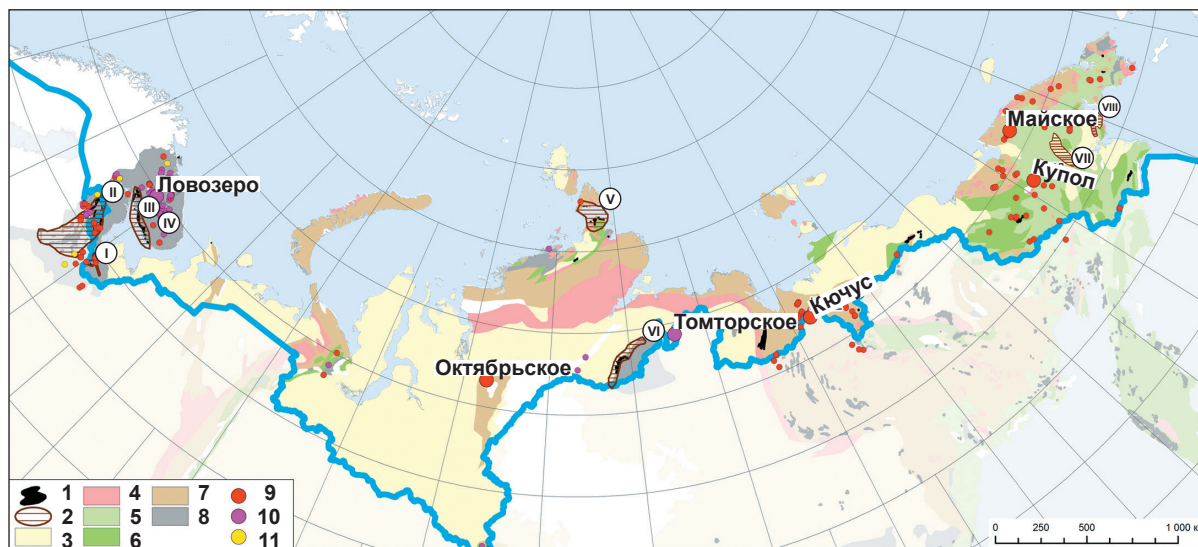 VIII
Майское
VII
Купол
II
Ловозеро
III
IV
V
I
Кючус
VI
Томторское
Октябрьское
1 4 7 9
2 5 8 10
3 6 11
0 250 500 1 000 к